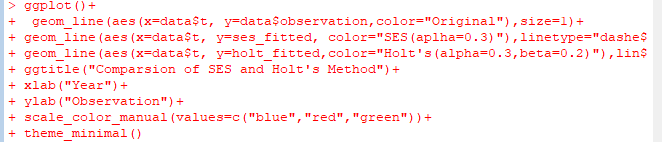 > ggplot()+
+  geom_line(aes(x=data$t, y=data$observation,color="Original"),size=1)+
+ geom_line(aes(x=data$t, y=ses_fitted, color="SES(aplha=0.3)"),linetype="dashe$
+ geom_line(aes(x=data$t, y=holt_fitted,color="Holt's(alpha=0.3,beta=0.2)"),lin$
+ ggtitle("Comparsion of SES and Holt's Method")+
+ xlab("Year")+
+ ylab("Observation")+
+ scale_color_manual(values=c("blue","red","green"))+
+ theme_minimal()